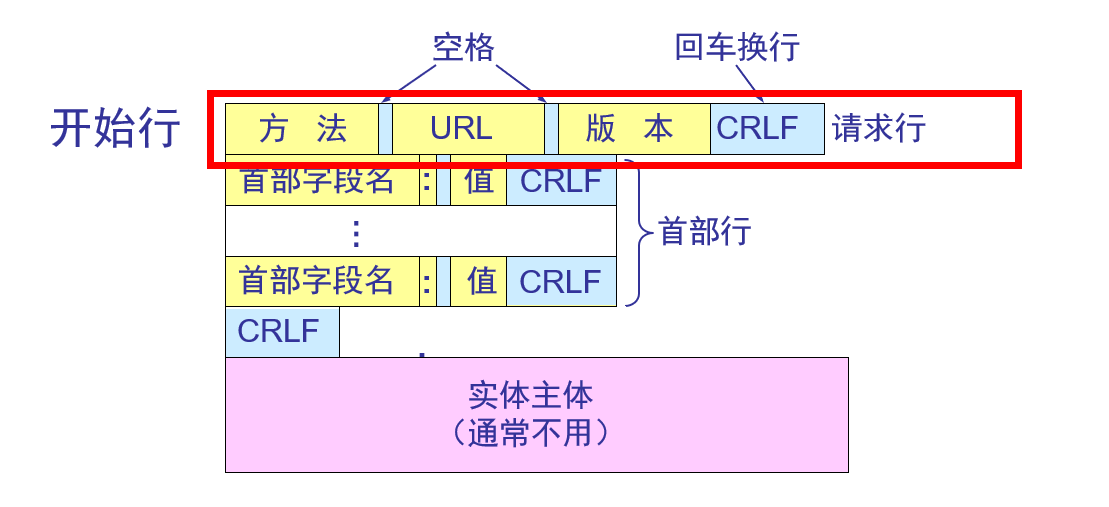 空格 回车换行
开始行 方 法 URL 版 本 CRLF 请求行
首部字段名 : 值 CRLF
⋮ 首部行
首部字段名 : 值 CRLF
CRLF
实体主体
（通常不用）